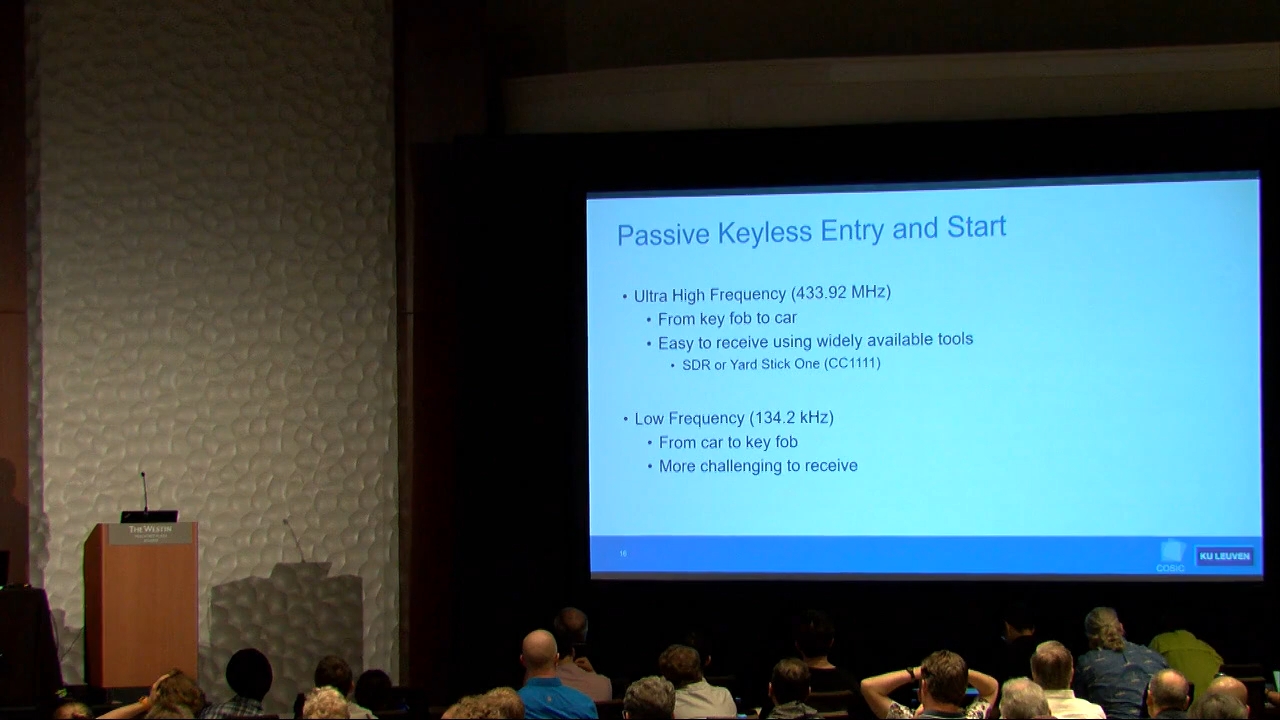 Passive Keyless Entry and Start
• Ultra High Frequency (433.92 MHz)
• From key fob to car
• Easy to receive using widely available tools
• SDR or Yard Stick One (CC1111)
• Low Frequency (134.2 kHz)
• From car to key fob
• More challenging to receive
16
COSIC
KU LEUVEN
THE WESTIN